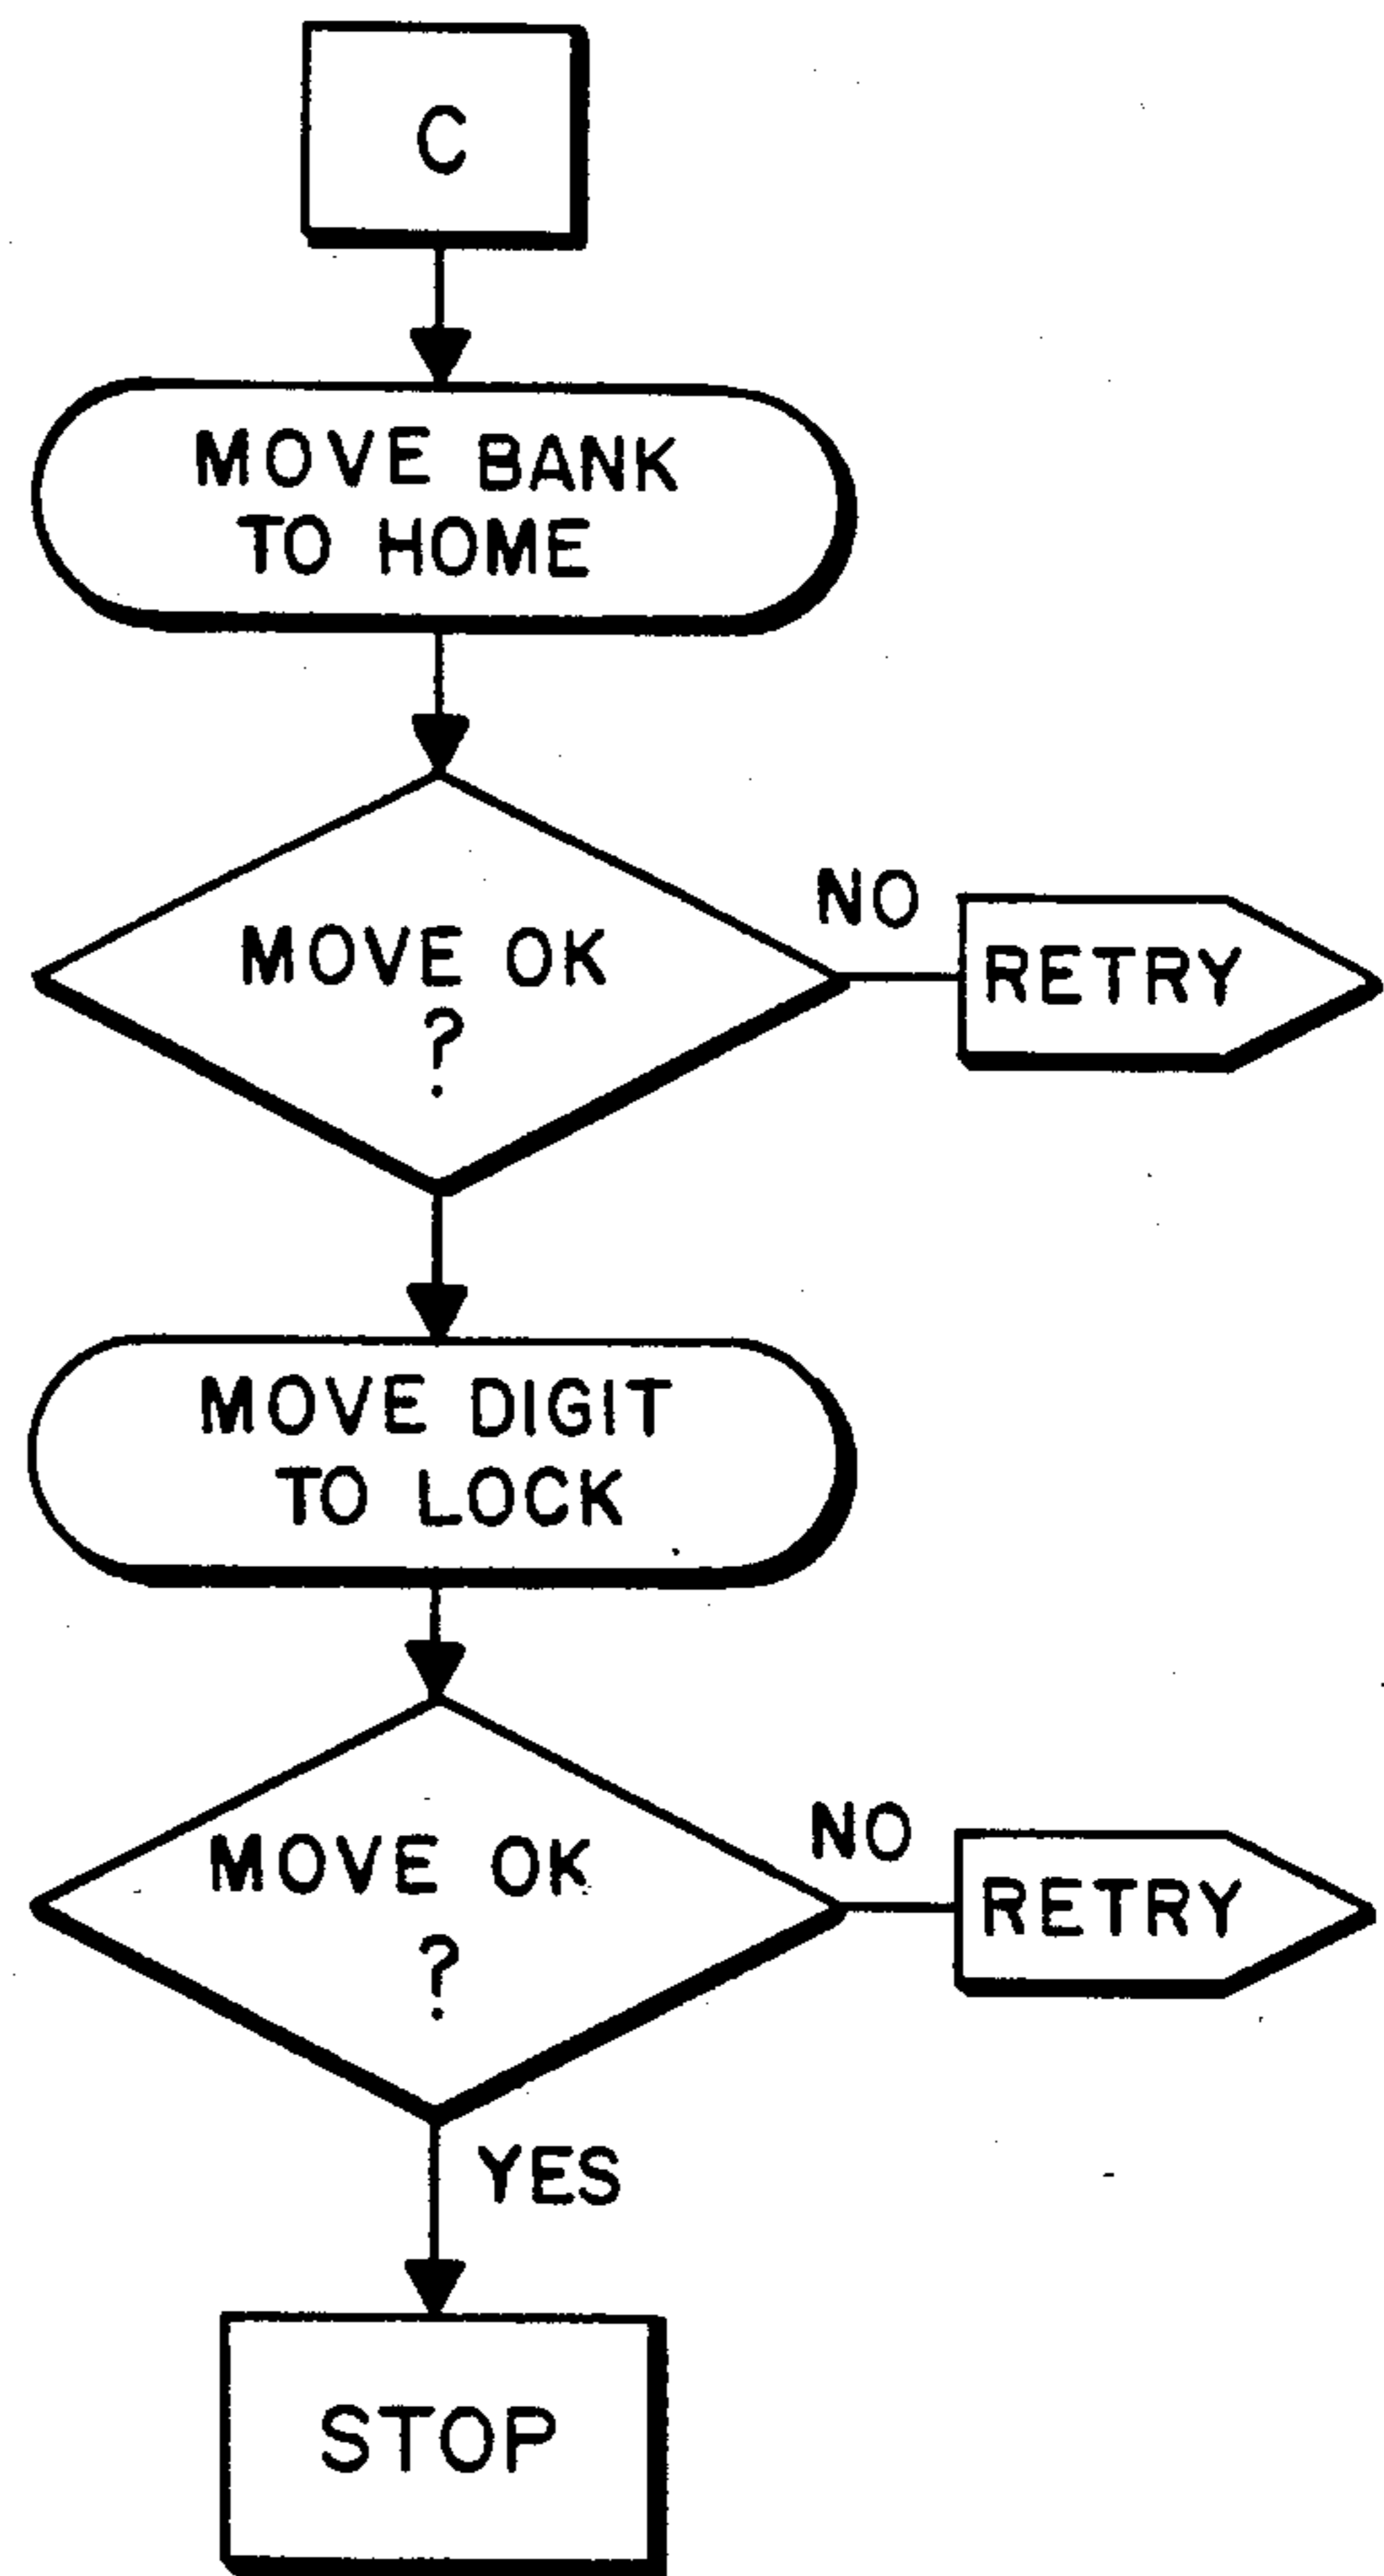 C
MOVE BANK
TO HOME
MOVE OK
?
NO
RETRY
MOVE DIGIT
TO LOCK
MOVE OK
?
NO
RETRY
YES
STOP